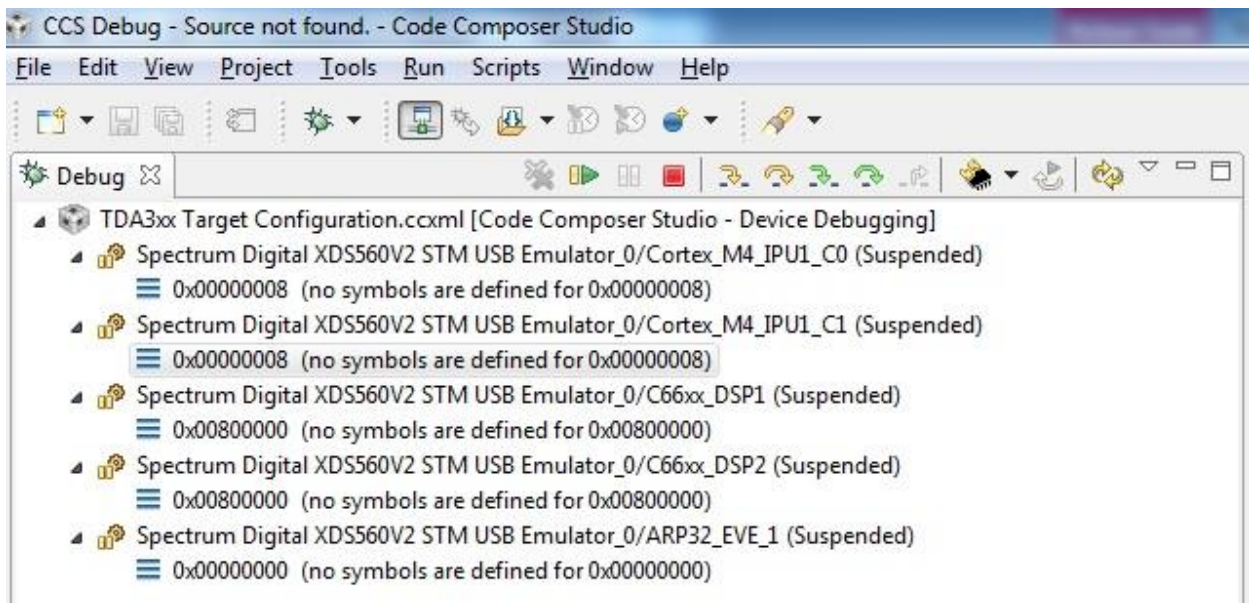 CCS Debug - Source not found. - Code Composer Studio
File Edit View Project Tools Run Scripts Window Help
Debug
TDA3xx Target Configuration.ccxml [Code Composer Studio - Device Debugging]
Spectrum Digital XDS560V2 STM USB Emulator_0/Cortex_M4_IPU1_C0 (Suspended)
0x00000008 (no symbols are defined for 0x00000008)
Spectrum Digital XDS560V2 STM USB Emulator_0/Cortex_M4_IPU1_C1 (Suspended)
0x00000008 (no symbols are defined for 0x00000008)
Spectrum Digital XDS560V2 STM USB Emulator_0/C66xx_DSP1 (Suspended)
0x00800000 (no symbols are defined for 0x00800000)
Spectrum Digital XDS560V2 STM USB Emulator_0/C66xx_DSP2 (Suspended)
0x00800000 (no symbols are defined for 0x00800000)
Spectrum Digital XDS560V2 STM USB Emulator_0/ARP32_EVE_1 (Suspended)
0x00000000 (no symbols are defined for 0x00000000)